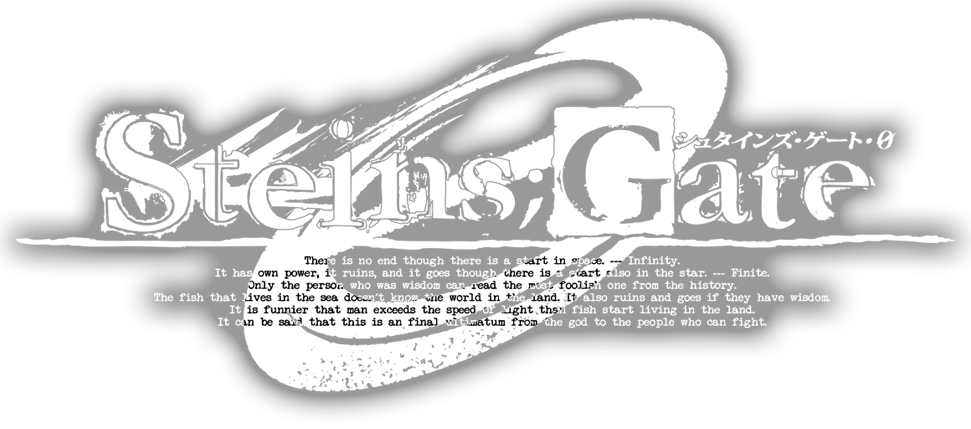 Steins;Gate
シュタインズ・ゲート・0
There is no end though there is a start in space. --- Infinity.
It has own power, it ruins, and it goes though there is a start also in the star. --- Finite.
Only the person who was wisdom can read the most foolish one from the history.
The fish that lives in the sea doesn't know the world in the land. It also ruins and goes if they have wisdom.
It is funnier that man exceeds the speed of light than fish start living in the land.
It can be said that this is an final ultimatum from the god to the people who can fight.